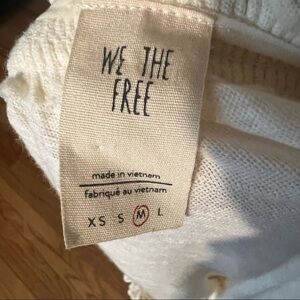 WE THE
FREE
made in vietnam
fabriqué au vietnam
XS S M L